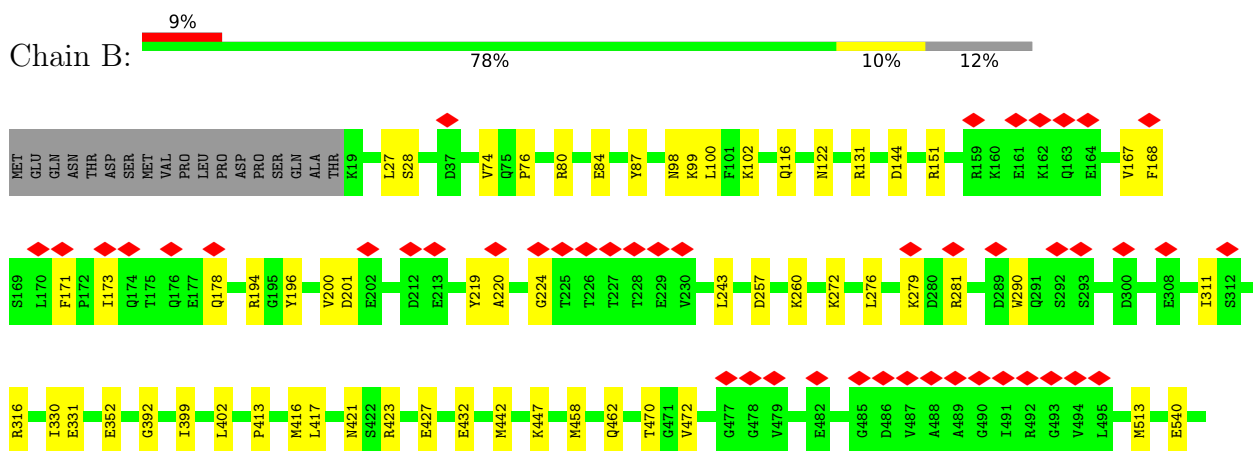 9%
Chain B:
78% 10% 12%
MET GLU GLN ASN THR ASP SER MET VAL PRO LEU PRO ASP PRO SER GLN ALA THR K19 L27 S28 D37 V74 Q75 P76 R80 E84 Y87 N98 K99 L100 F101 K102 Q116 N122 R131 D144 R151 R159 K160 E161 K162 Q163 E164 V167 F168
S169 L170 F171 P172 I173 Q174 T175 Q176 E177 Q178 R194 G195 Y196 V200 D201 E202 D212 E213 Y219 A220 G224 T225 T226 T227 T228 E229 V230 L243 D257 K260 K272 L276 K279 D280 R281 D289 W290 Q291 S292 S293 D300 E308 I311 S312
R316 I330 E331 E352 G392 I399 L402 P413 M416 L417 N421 S422 R423 E427 E432 M442 K447 M458 Q462 T470 G471 V472 G477 G478 V479 E482 G485 D486 V487 A488 A489 G490 I491 R492 G493 V494 L495 M513 E540